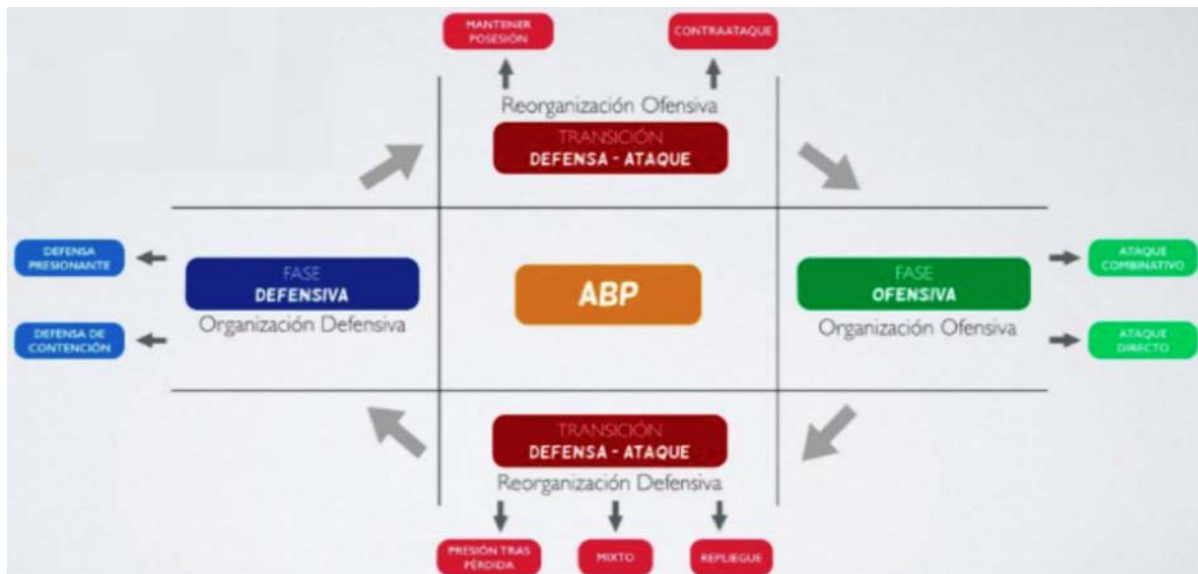 MANTENER
POSESIÓN
CONTRAATAQUE
Reorganización Ofensiva
TRANSICIÓN
DEFENSA - ATAQUE
DEFENSA
PRESIONANTE
DEFENSA DE
CONTENCIÓN
FASE
DEFENSIVA
Organización Defensiva
ABP
FASE
OFENSIVA
Organización Ofensiva
ATAQUE
COMBINATIVO
ATAQUE
DIRECTO
TRANSICIÓN
DEFENSA - ATAQUE
Reorganización Defensiva
PRESIÓN TRAS
PÉRDIDA
MIXTO
REPLIEGUE